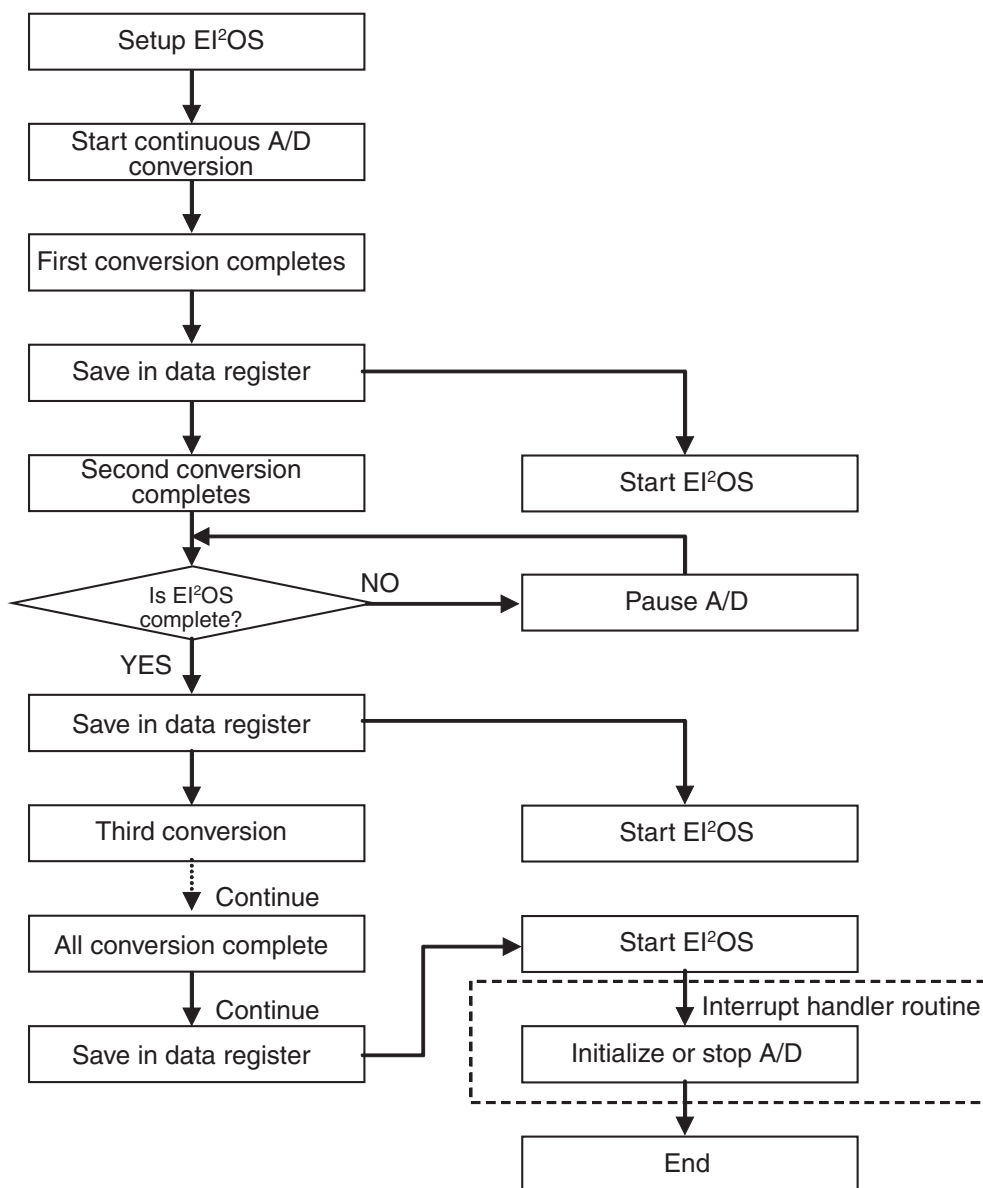 Setup EI²OS
Start continuous A/D
conversion
First conversion completes
Save in data register
Second conversion
completes
Start EI²OS
Is EI²OS
complete?
NO
Pause A/D
YES
Save in data register
Third conversion
Start EI²OS
Continue
All conversion complete
Start EI²OS
Continue
Interrupt handler routine
Save in data register
Initialize or stop A/D
End